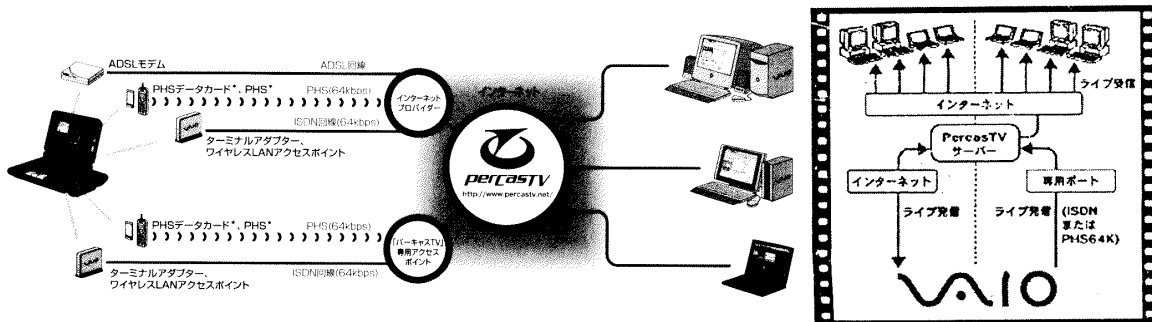 ADSLモデム
ADSL回線
PHSデータカード*、PHS*
PHS(64kbps)
ISDN回線(64kbps)
ターミナルアダプター、
ワイヤレスLANアクセスポイント
インターネット
プロバイダー
PHSデータカード*、PHS*
PHS(64kbps)
ISDN回線(64kbps)
ターミナルアダプター、
ワイヤレスLANアクセスポイント
「パーキャスTV」
専用アクセス
ポイント
インターネット
percasTV
http://www.percastv.net/
ライブ受信
インターネット
PercasTV
サーバー
インターネット
専用ポート
ライブ発信
ライブ発信
(ISDN
または
PHS64K)
VAIO